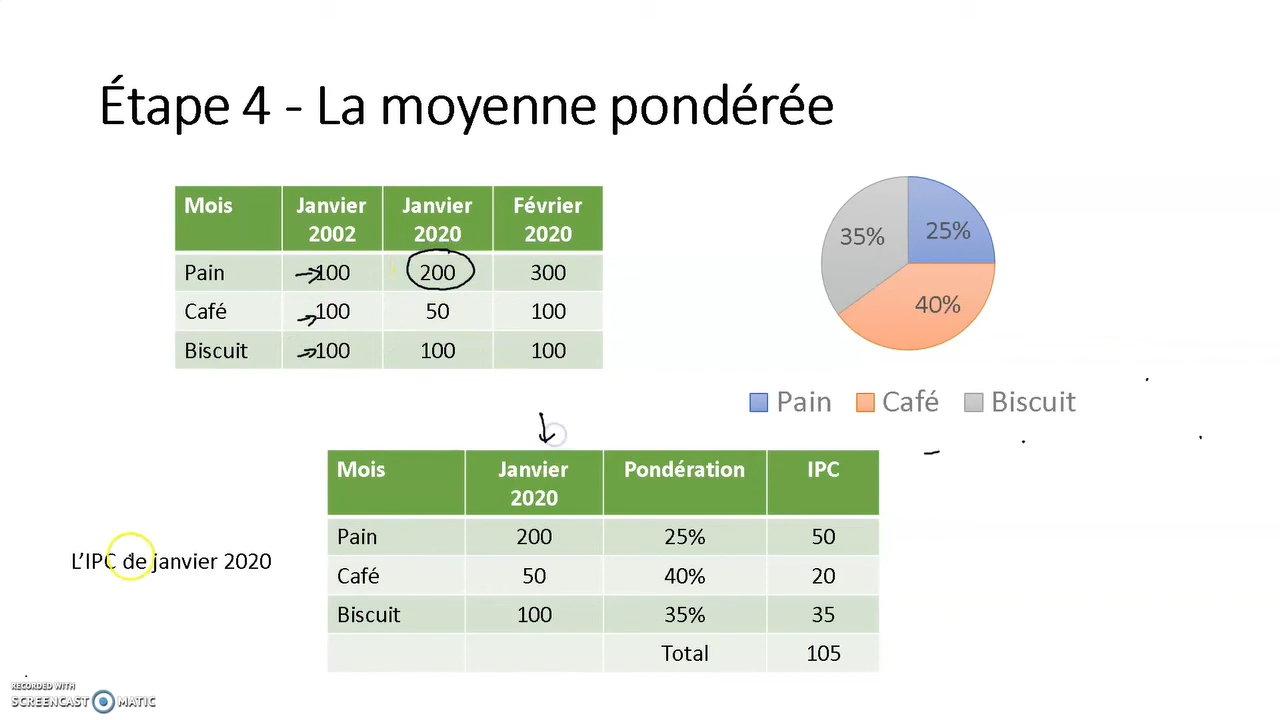 Étape 4 - La moyenne pondérée
Mois Janvier 2002 Janvier 2020 Février 2020
Pain 100 200 300
Café 100 50 100
Biscuit 100 100 100
35% 25%
40%
Pain Café Biscuit
Mois Janvier 2020 Pondération IPC
Pain 200 25% 50
Café 50 40% 20
Biscuit 100 35% 35
Total 105
L'IPC de janvier 2020
RECORDED WITH
SCREENCAST MATIC